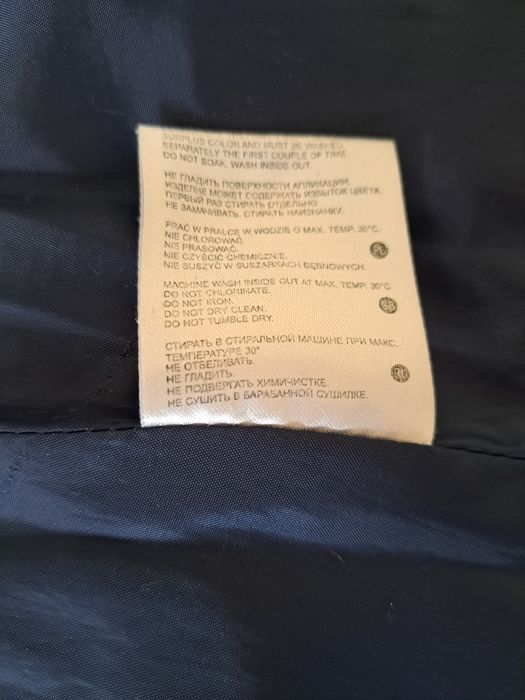 SURPLUS COLOR AND MUST BE WASHED
SEPARATELY THE FIRST COUPLE OF TIME.
DO NOT SOAK. WASH INSIDE OUT.
НЕ ГЛАДИТЬ ПОВЕРХНОСТИ АППЛИКАЦИИ,
ИЗДЕЛИЕ МОЖЕТ СОДЕРЖАТЬ ИЗБЫТОК ЦВЕТА.
ПЕРВЫЙ РАЗ СТИРАТЬ ОТДЕЛЬНО.
НЕ ЗАМАЧИВАТЬ. СТИРАТЬ НАИЗНАНКУ.
PRAĆ W PRALCE W WODZIE O MAX. TEMP. 30°C.
NIE CHLOROWAĆ.
NIE PRASOWAĆ.
PL
NIE CZYŚCIĆ CHEMICZNIE.
NIE SUSZYĆ W SUSZARKACH BĘBNOWYCH.
MACHINE WASH INSIDE OUT AT MAX. TEMP. 30°C
DO NOT CHLORINATE.
DO NOT IRON.
GB
DO NOT DRY CLEAN.
DO NOT TUMBLE DRY.
СТИРАТЬ В СТИРАЛЬНОЙ МАШИНЕ ПРИ МАКС.
ТЕМПЕРАТУРЕ 30°
НЕ ОТБЕЛИВАТЬ.
НЕ ГЛАДИТЬ.
RU
НЕ ПОДВЕРГАТЬ ХИМЧИСТКЕ.
НЕ СУШИТЬ В БАРАБАННОЙ СУШИЛКЕ.